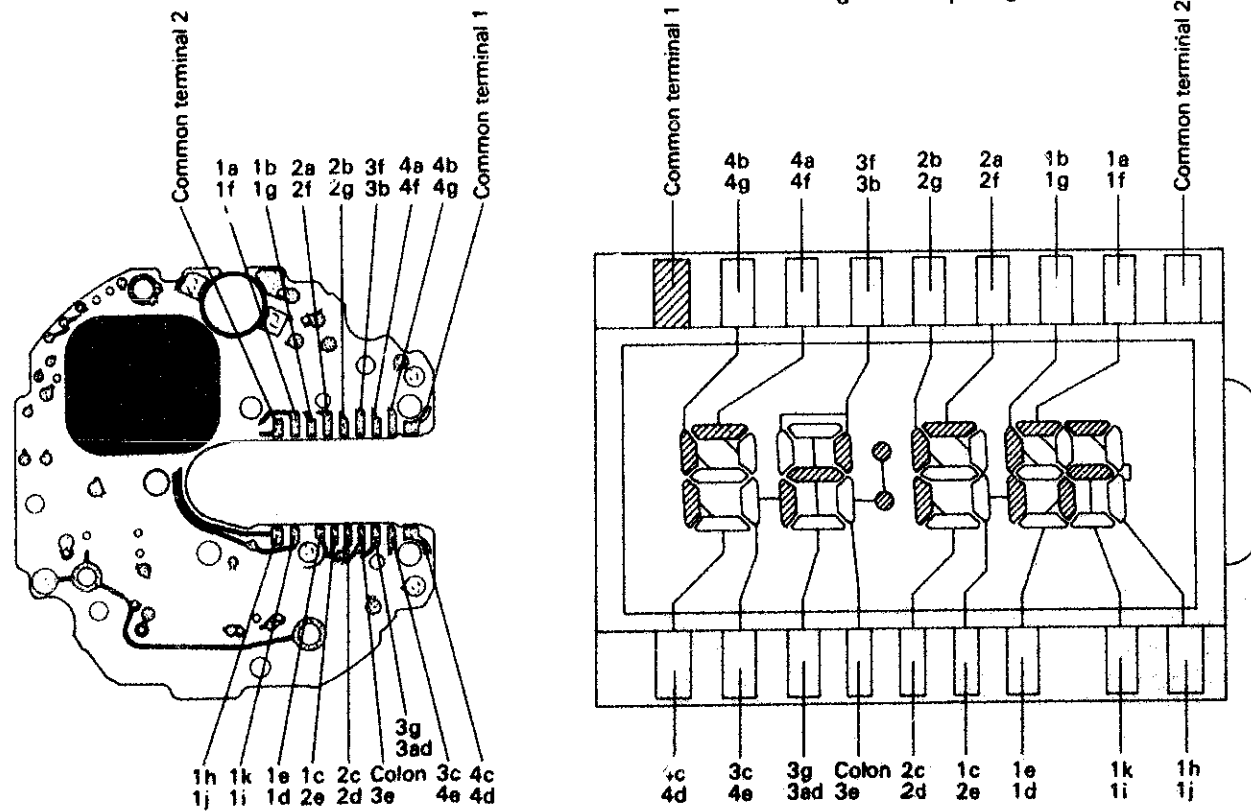 Common terminal 2
1a 1b 2a 2b 3f 4a 4b
1f 1g 2f 2g 3b 4f 4g
Common terminal 1
1h 1k 1e 1c 2c Colon 3g 3c 4c
1j 1i 1d 2e 2d 3e 3ad 4e 4d
Common terminal 1
4b 4a 3f 2b 2a 1b 1a
4g 4f 3b 2g 2f 1g 1f
Common terminirial 2
3c 3g Colon 2c 1c 1e 1k 1h
4d 4e 3ad 3e 2d 2e 1d 1i 1j